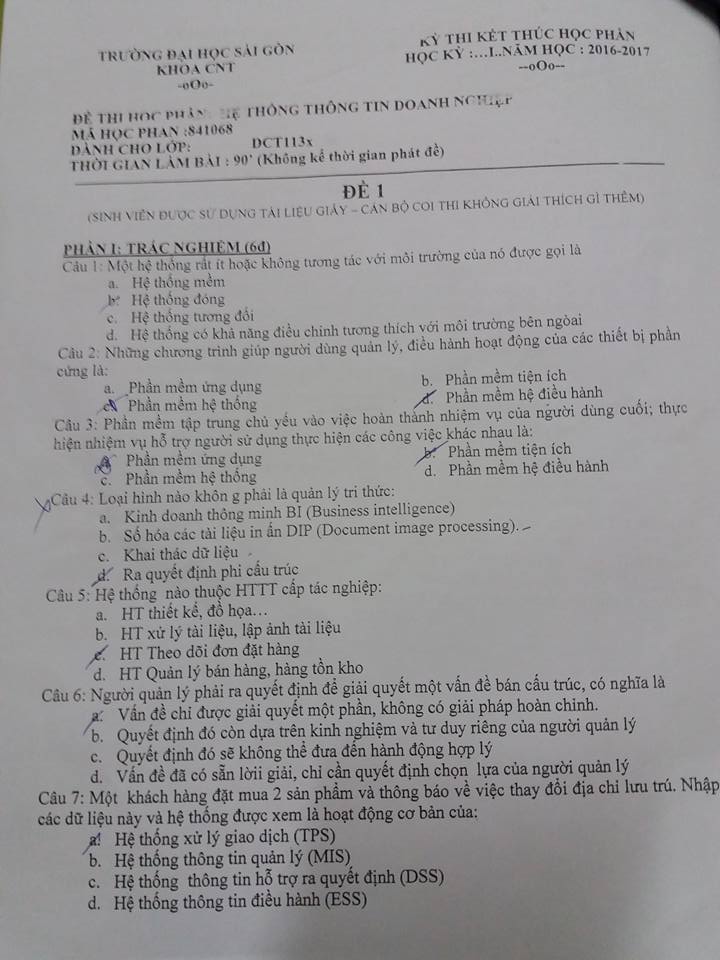 TRƯỜNG ĐẠI HỌC SÀI GÒN
KHOA CNT
-oOo-
KỲ THI KẾT THÚC HỌC PHẦN
HỌC KỲ :...I..NĂM HỌC : 2016-2017
--oOo--
ĐỀ THI HỌC PHẦN: HỆ THỐNG THÔNG TIN DOANH NGHIỆP
MÃ HỌC PHẦN :841068
DÀNH CHO LỚP: DCT113x
THỜI GIAN LÀM BÀI : 90' (Không kể thời gian phát đề)
ĐỀ 1
(SINH VIÊN ĐƯỢC SỬ DỤNG TÀI LIỆU GIẤY – CÁN BỘ COI THI KHÔNG GIẢI THÍCH GÌ THÊM)
PHẦN I: TRẮC NGHIỆM (6đ)
Câu 1: Một hệ thống rất ít hoặc không tương tác với môi trường của nó được gọi là
a. Hệ thống mềm
b. Hệ thống đóng
c. Hệ thống tương đối
d. Hệ thống có khả năng điều chỉnh tương thích với môi trường bên ngòai
Câu 2: Những chương trình giúp người dùng quản lý, điều hành hoạt động của các thiết bị phần
cứng là:
a. Phần mềm ứng dụng b. Phần mềm tiện ích
c. Phần mềm hệ thống d. Phần mềm hệ điều hành
Câu 3: Phần mềm tập trung chủ yếu vào việc hoàn thành nhiệm vụ của người dùng cuối; thực
hiện nhiệm vụ hỗ trợ người sử dụng thực hiện các công việc khác nhau là:
a. Phần mềm ứng dụng b. Phần mềm tiện ích
c. Phần mềm hệ thống d. Phần mềm hệ điều hành
Câu 4: Loại hình nào khôn g phải là quản lý tri thức:
a. Kinh doanh thông minh BI (Business intelligence)
b. Số hóa các tài liệu in ấn DIP (Document image processing).
c. Khai thác dữ liệu
d. Ra quyết định phi cấu trúc
Câu 5: Hệ thống nào thuộc HTTT cấp tác nghiệp:
a. HT thiết kế, đồ họa...
b. HT xử lý tài liệu, lập ảnh tài liệu
c. HT Theo dõi đơn đặt hàng
d. HT Quản lý bán hàng, hàng tồn kho
Câu 6: Người quản lý phải ra quyết định để giải quyết một vấn đề bán cấu trúc, có nghĩa là
a. Vấn đề chỉ được giải quyết một phần, không có giải pháp hoàn chỉnh.
b. Quyết định đó còn dựa trên kinh nghiệm và tư duy riêng của người quản lý
c. Quyết định đó sẽ không thể đưa đến hành động hợp lý
d. Vấn đề đã có sẵn lờii giải, chỉ cần quyết định chọn lựa của người quản lý
Câu 7: Một khách hàng đặt mua 2 sản phẩm và thông báo về việc thay đổi địa chỉ lưu trú. Nhập
các dữ liệu này và hệ thống được xem là hoạt động cơ bản của:
a. Hệ thống xử lý giao dịch (TPS)
b. Hệ thống thông tin quản lý (MIS)
c. Hệ thống thông tin hỗ trợ ra quyết định (DSS)
d. Hệ thống thông tin điều hành (ESS)